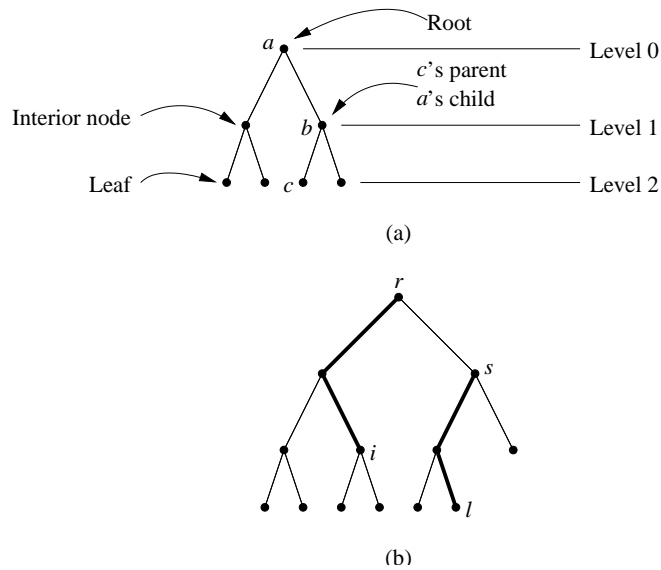 Root
a
Level 0
c's parent
a's child
Interior node
b
Level 1
Leaf
c
Level 2
(a)
r
s
i
l
(b)